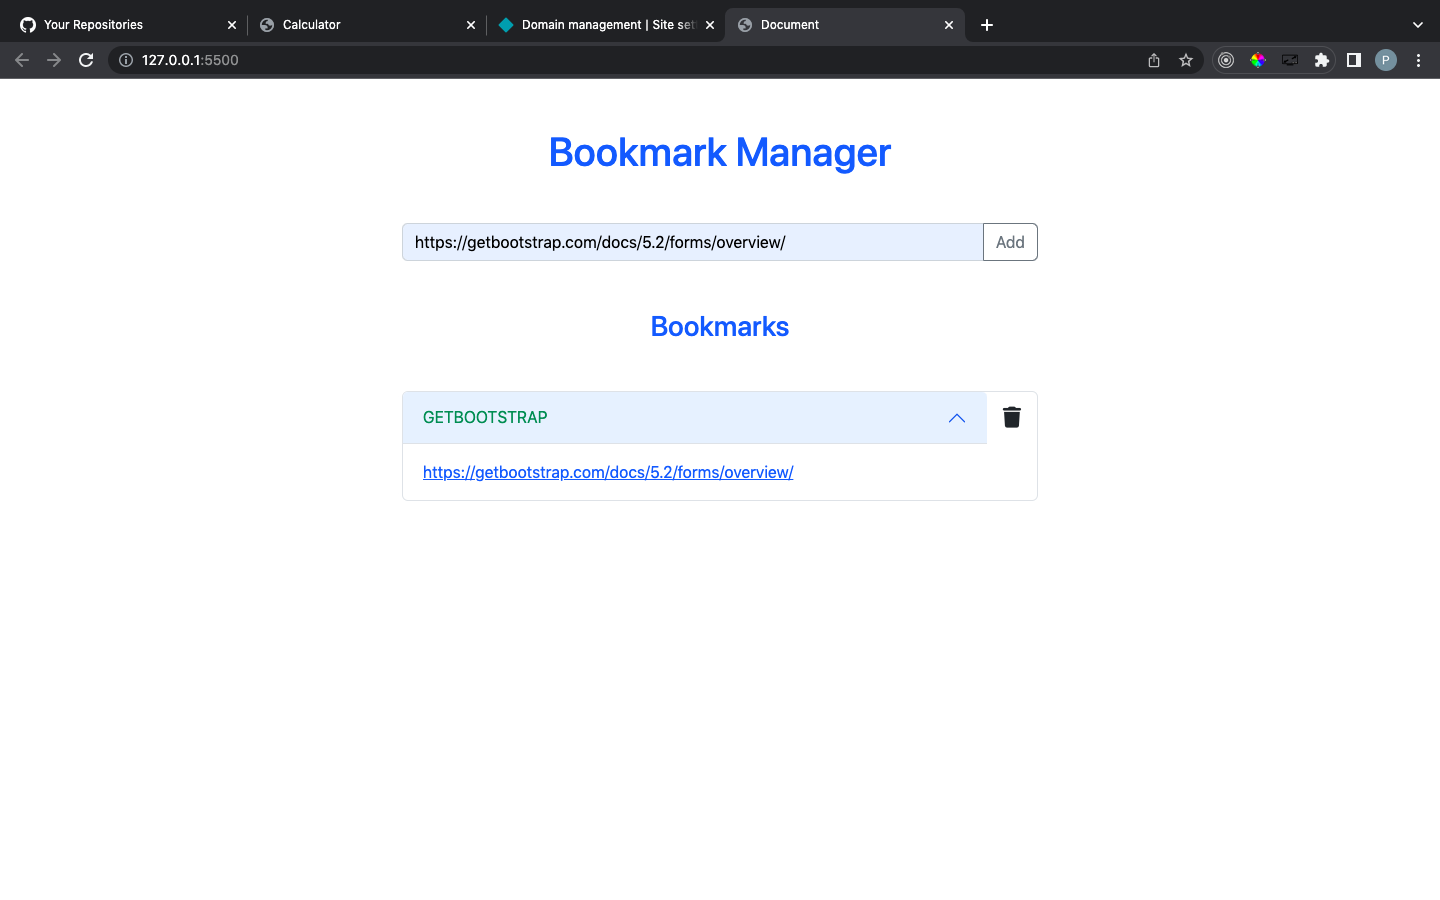 Your Repositories
Calculator
Domain management | Site set
Document
127.0.0.1:5500
P
Bookmark Manager
https://getbootstrap.com/docs/5.2/forms/overview/
Add
Bookmarks
GETBOOTSTRAP
https://getbootstrap.com/docs/5.2/forms/overview/